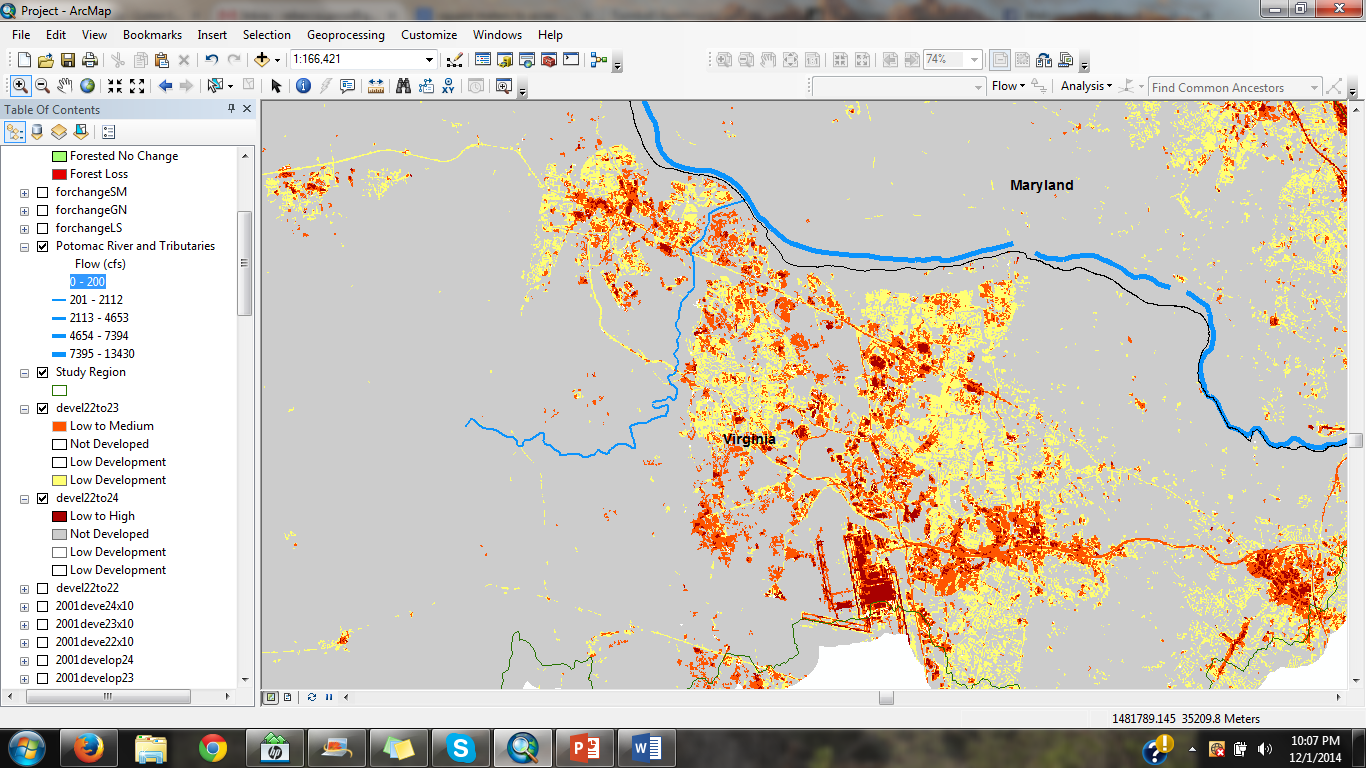 Project - ArcMap
File Edit View Bookmarks Insert Selection Geoprocessing Customize Windows Help
1:166,421 74%
Flow Analysis Find Common Ancestors
Table Of Contents
Forested No Change
Forest Loss
forchangeSM
forchangeGN
forchangeLS
Potomac River and Tributaries
Flow (cfs)
0 - 200
201 - 2112
2113 - 4653
4654 - 7394
7395 - 13430
Study Region
devel22to23
Low to Medium
Not Developed
Low Development
Low Development
devel22to24
Low to High
Not Developed
Low Development
Low Development
devel22to22
2001deve24x10
2001deve23x10
2001deve22x10
2001develop24
2001develop23
Maryland
Virginia
1481789.145 35209.8 Meters
10:07 PM
12/1/2014